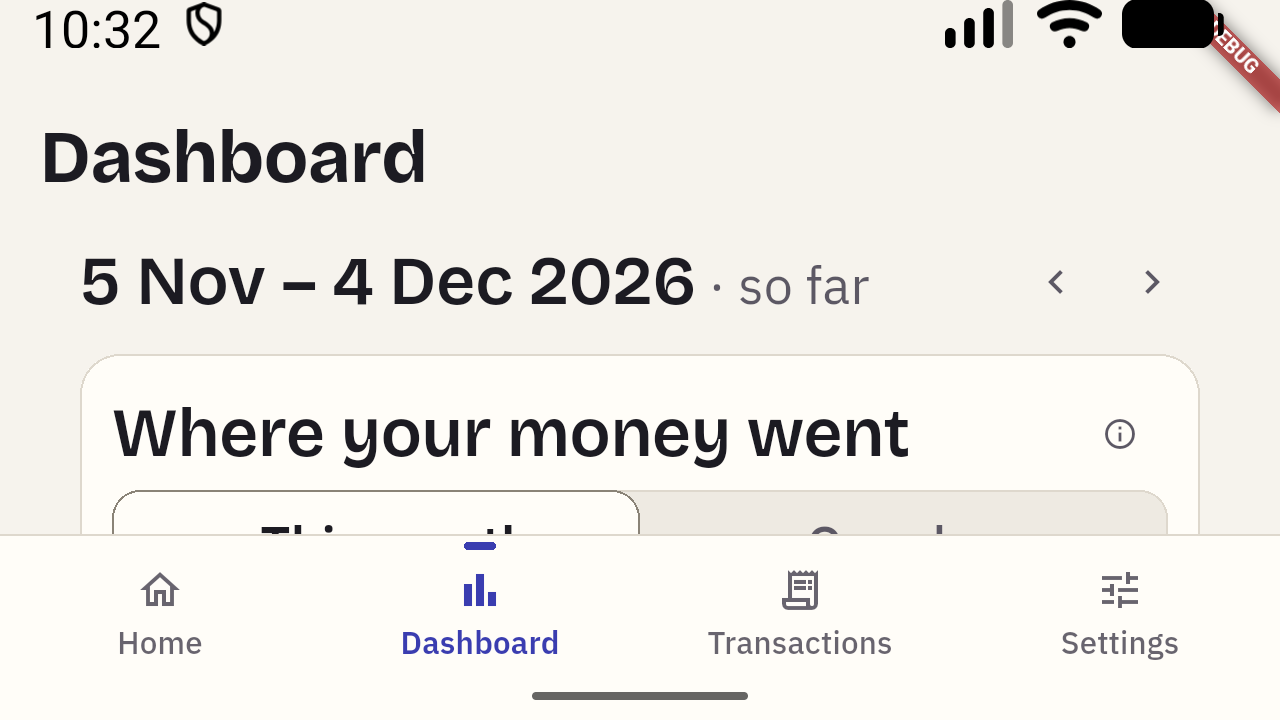 10:32
Dashboard
5 Nov – 4 Dec 2026 · so far
Where your money went
Home
Dashboard
Transactions
Settings